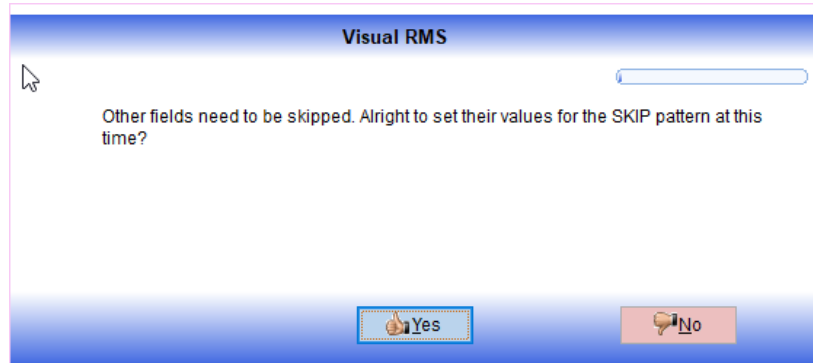 Visual RMS
Other fields need to be skipped. Alright to set their values for the SKIP pattern at this
time?
Yes
No